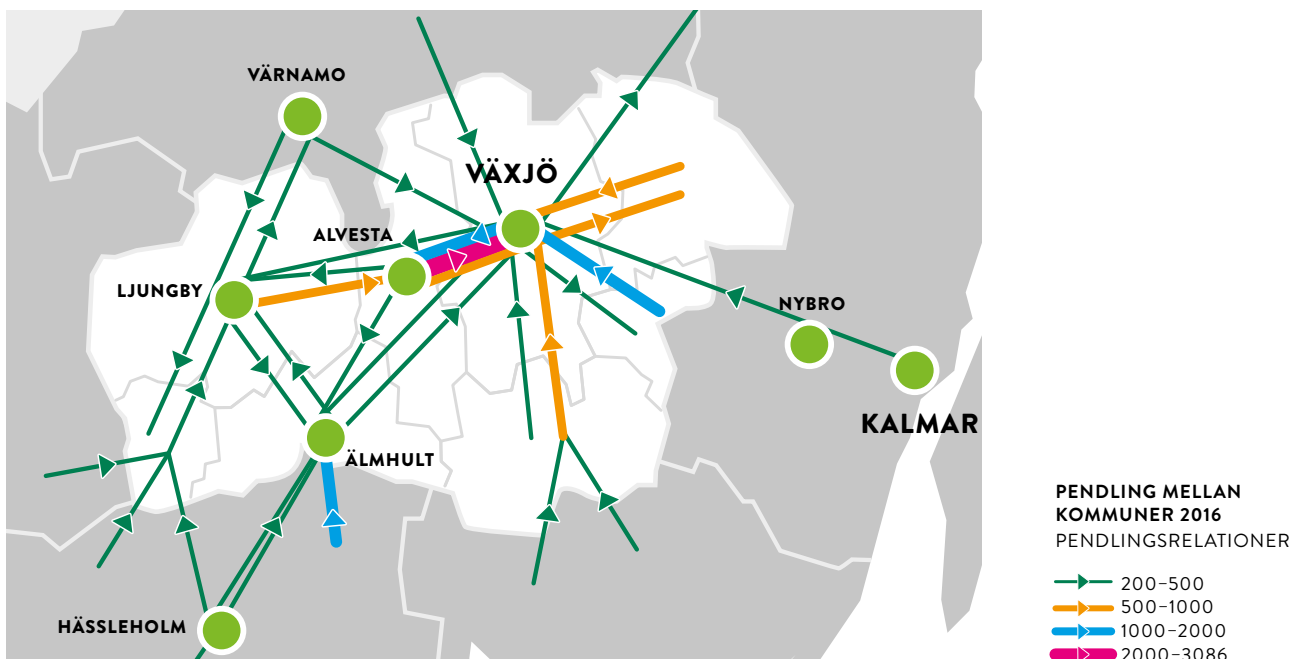 VÄRNAMO
VÄXJÖ
ALVESTA
LJUNGBY
NYBRO
KALMAR
ÄLMHULT
HÄSSLEHOLM
PENDLING MELLAN
KOMMUNER 2016
PENDLINGSRELATIONER
200–500
500–1000
1000–2000
2000–3086